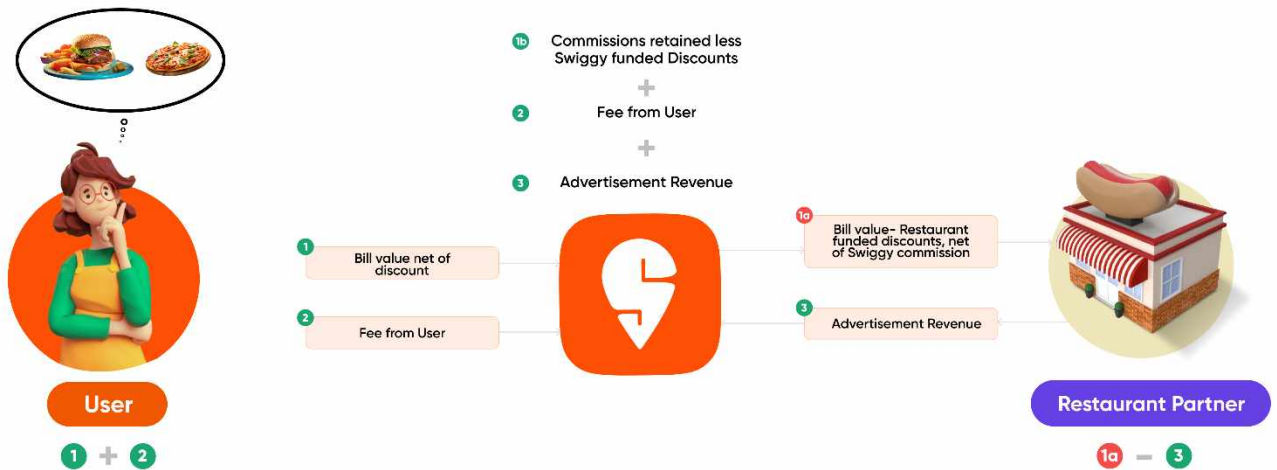 1b Commissions retained less
Swiggy funded Discounts
+
2 Fee from User
+
3 Advertisement Revenue
1
Bill value net of
discount
2
Fee from User
1a
Bill value- Restaurant
funded discounts, net
of Swiggy commission
3
Advertisement Revenue
User
1 + 2
Restaurant Partner
1a - 3